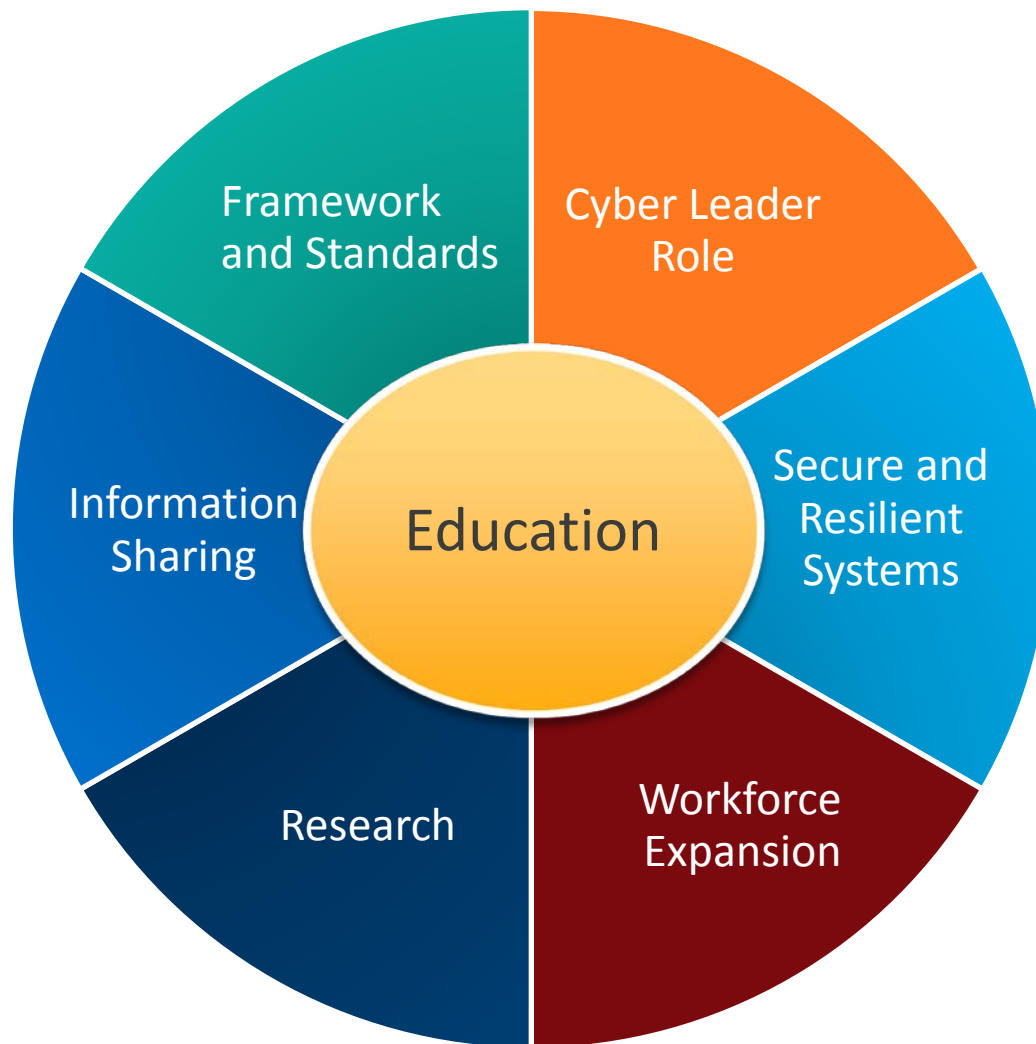 Framework
and Standards
Cyber Leader
Role
Information
Sharing
Education
Secure and
Resilient
Systems
Research
Workforce
Expansion